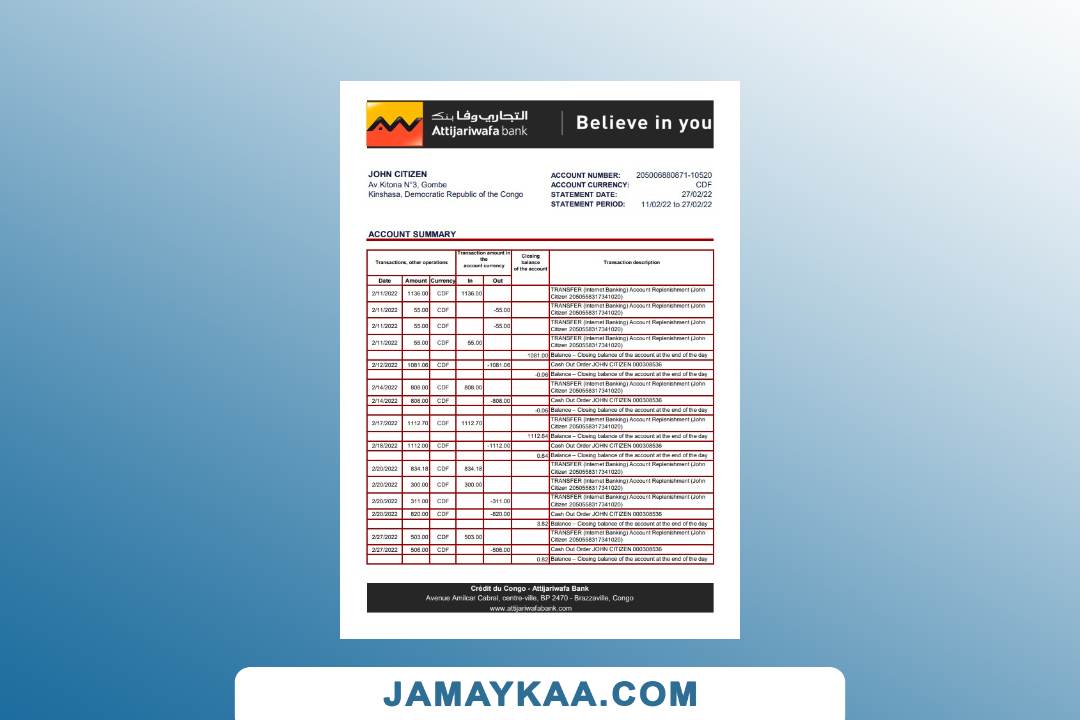 التجاري وفا بنك
Attijariwafa bank
Believe in you
JOHN CITIZEN
Av.Kitona N°3, Gombe
Kinshasa, Democratic Republic of the Congo
ACCOUNT NUMBER: 205006880871-10520
ACCOUNT CURRENCY: CDF
STATEMENT DATE: 27/02/22
STATEMENT PERIOD: 11/02/22 to 27/02/22
ACCOUNT SUMMARY
Transactions, other operations
Transaction amount in
the
account currency
Closing
balance
of the account
Transaction description
Date Amount Currency In Out
2/11/2022 1136.00 CDF 1136.00 TRANSFER (Internet Banking) Account Replenishment (John
Citizen 2050558317341020)
2/11/2022 55.00 CDF -55.00 TRANSFER (Internet Banking) Account Replenishment (John
Citizen 2050558317341020)
2/11/2022 55.00 CDF -55.00 TRANSFER (Internet Banking) Account Replenishment (John
Citizen 2050558317341020)
2/11/2022 55.00 CDF 55.00 TRANSFER (Internet Banking) Account Replenishment (John
Citizen 2050558317341020)
1081.00 Balance – Closing balance of the account at the end of the day
2/12/2022 1081.06 CDF -1081.06 Cash Out Order JOHN CITIZEN 000308536
-0.06 Balance – Closing balance of the account at the end of the day
2/14/2022 808.00 CDF 808.00 TRANSFER (Internet Banking) Account Replenishment (John
Citizen 2050558317341020)
2/14/2022 808.00 CDF -808.00 Cash Out Order JOHN CITIZEN 000308536
-0.06 Balance – Closing balance of the account at the end of the day
2/17/2022 1112.70 CDF 1112.70 TRANSFER (Internet Banking) Account Replenishment (John
Citizen 2050558317341020)
1112.64 Balance – Closing balance of the account at the end of the day
2/18/2022 1112.00 CDF -1112.00 Cash Out Order JOHN CITIZEN 000308536
0.64 Balance – Closing balance of the account at the end of the day
2/20/2022 834.18 CDF 834.18 TRANSFER (Internet Banking) Account Replenishment (John
Citizen 2050558317341020)
2/20/2022 300.00 CDF 300.00 TRANSFER (Internet Banking) Account Replenishment (John
Citizen 2050558317341020)
2/20/2022 311.00 CDF -311.00 TRANSFER (Internet Banking) Account Replenishment (John
Citizen 2050558317341020)
2/20/2022 820.00 CDF -820.00 Cash Out Order JOHN CITIZEN 000308536
3.82 Balance – Closing balance of the account at the end of the day
2/27/2022 503.00 CDF 503.00 TRANSFER (Internet Banking) Account Replenishment (John
Citizen 2050558317341020)
2/27/2022 506.00 CDF -506.00 Cash Out Order JOHN CITIZEN 000308536
0.82 Balance – Closing balance of the account at the end of the day
Crédit du Congo - Attijariwafa Bank
Avenue Amilcar Cabral, centre-ville, BP 2470 - Brazzaville, Congo
www.attijariwafabank.com
JAMAYKAA.COM